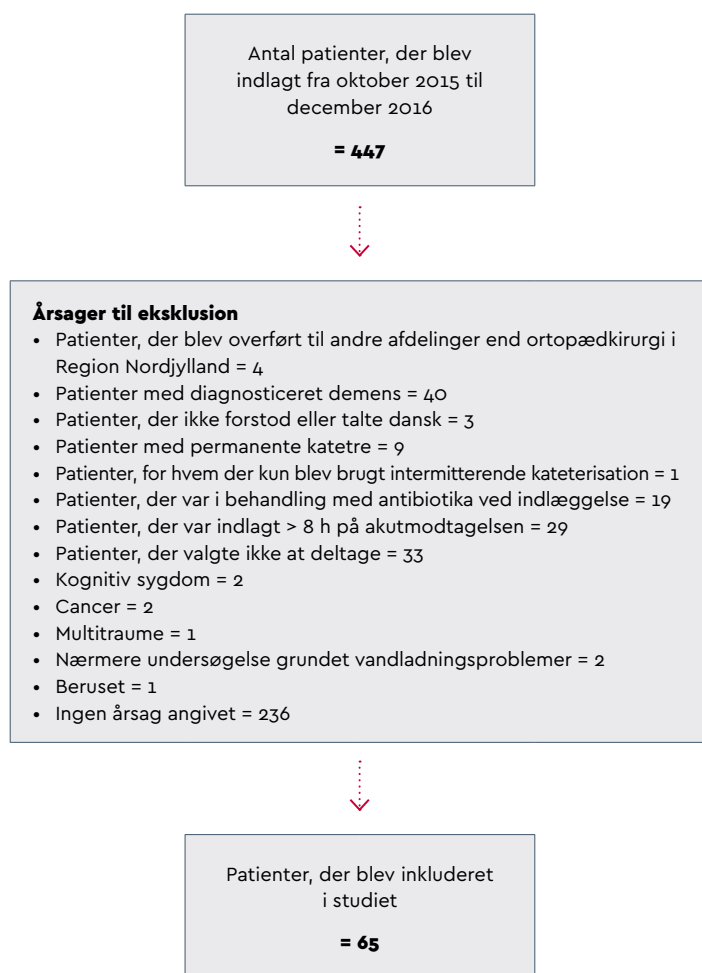 Antal patienter, der blev
indlagt fra oktober 2015 til
december 2016
= 447
Årsager til eksklusion
• Patienter, der blev overført til andre afdelinger end ortopædkirurgi i
Region Nordjylland = 4
• Patienter med diagnosticeret demens = 40
• Patienter, der ikke forstod eller talte dansk = 3
• Patienter med permanente katetre = 9
• Patienter, for hvem der kun blev brugt intermitterende kateterisation = 1
• Patienter, der var i behandling med antibiotika ved indlæggelse = 19
• Patienter, der var indlagt > 8 h på akutmodtagelsen = 29
• Patienter, der valgte ikke at deltage = 33
• Kognitiv sygdom = 2
• Cancer = 2
• Multitraume = 1
• Nærmere undersøgelse grundet vandladningsproblemer = 2
• Beruset = 1
• Ingen årsag angivet = 236
Patienter, der blev inkluderet
i studiet
= 65